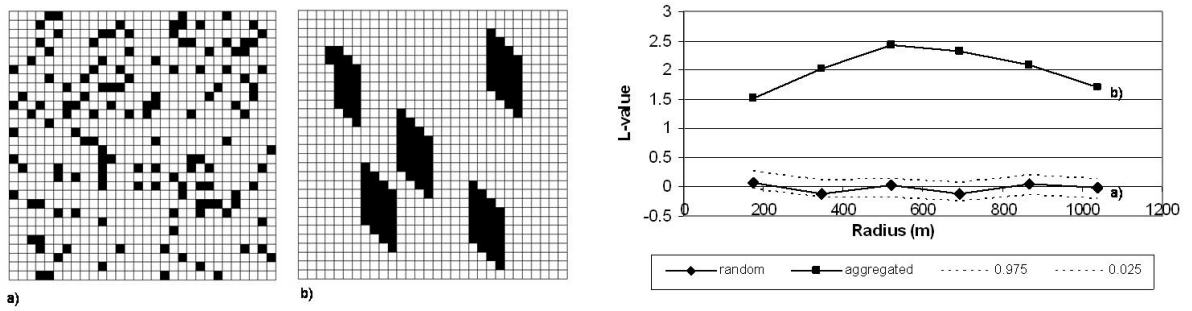 a)
b)
3
2.5
2
1.5
1
0.5
0
-0.5
L-value
b)
a)
0 200 400 600 800 1000 1200
Radius (m)
random aggregated 0.975 0.025